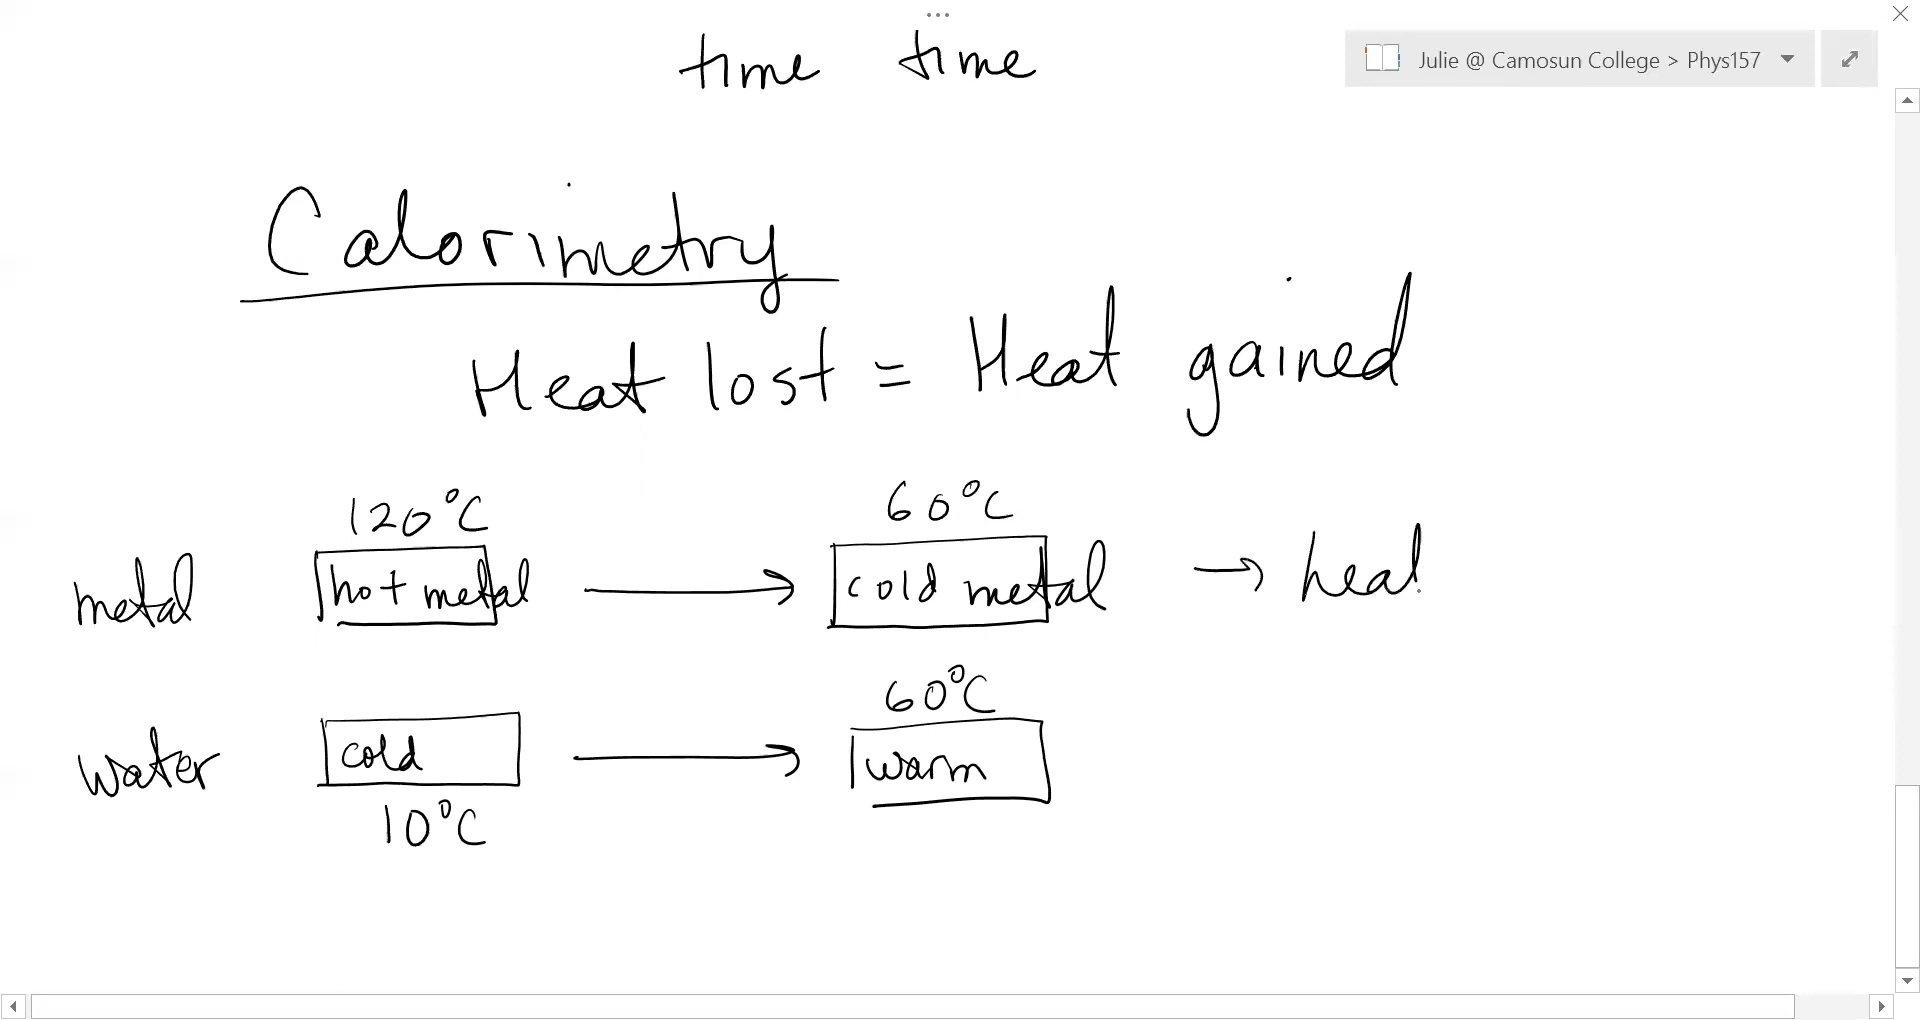 time time
Julie @ Camosun College > Phys157
Calorimetry
Heat lost = Heat gained
120°C 60°C
metal hot metal → cold metal → heat
60°C
water cold → warm
10°C